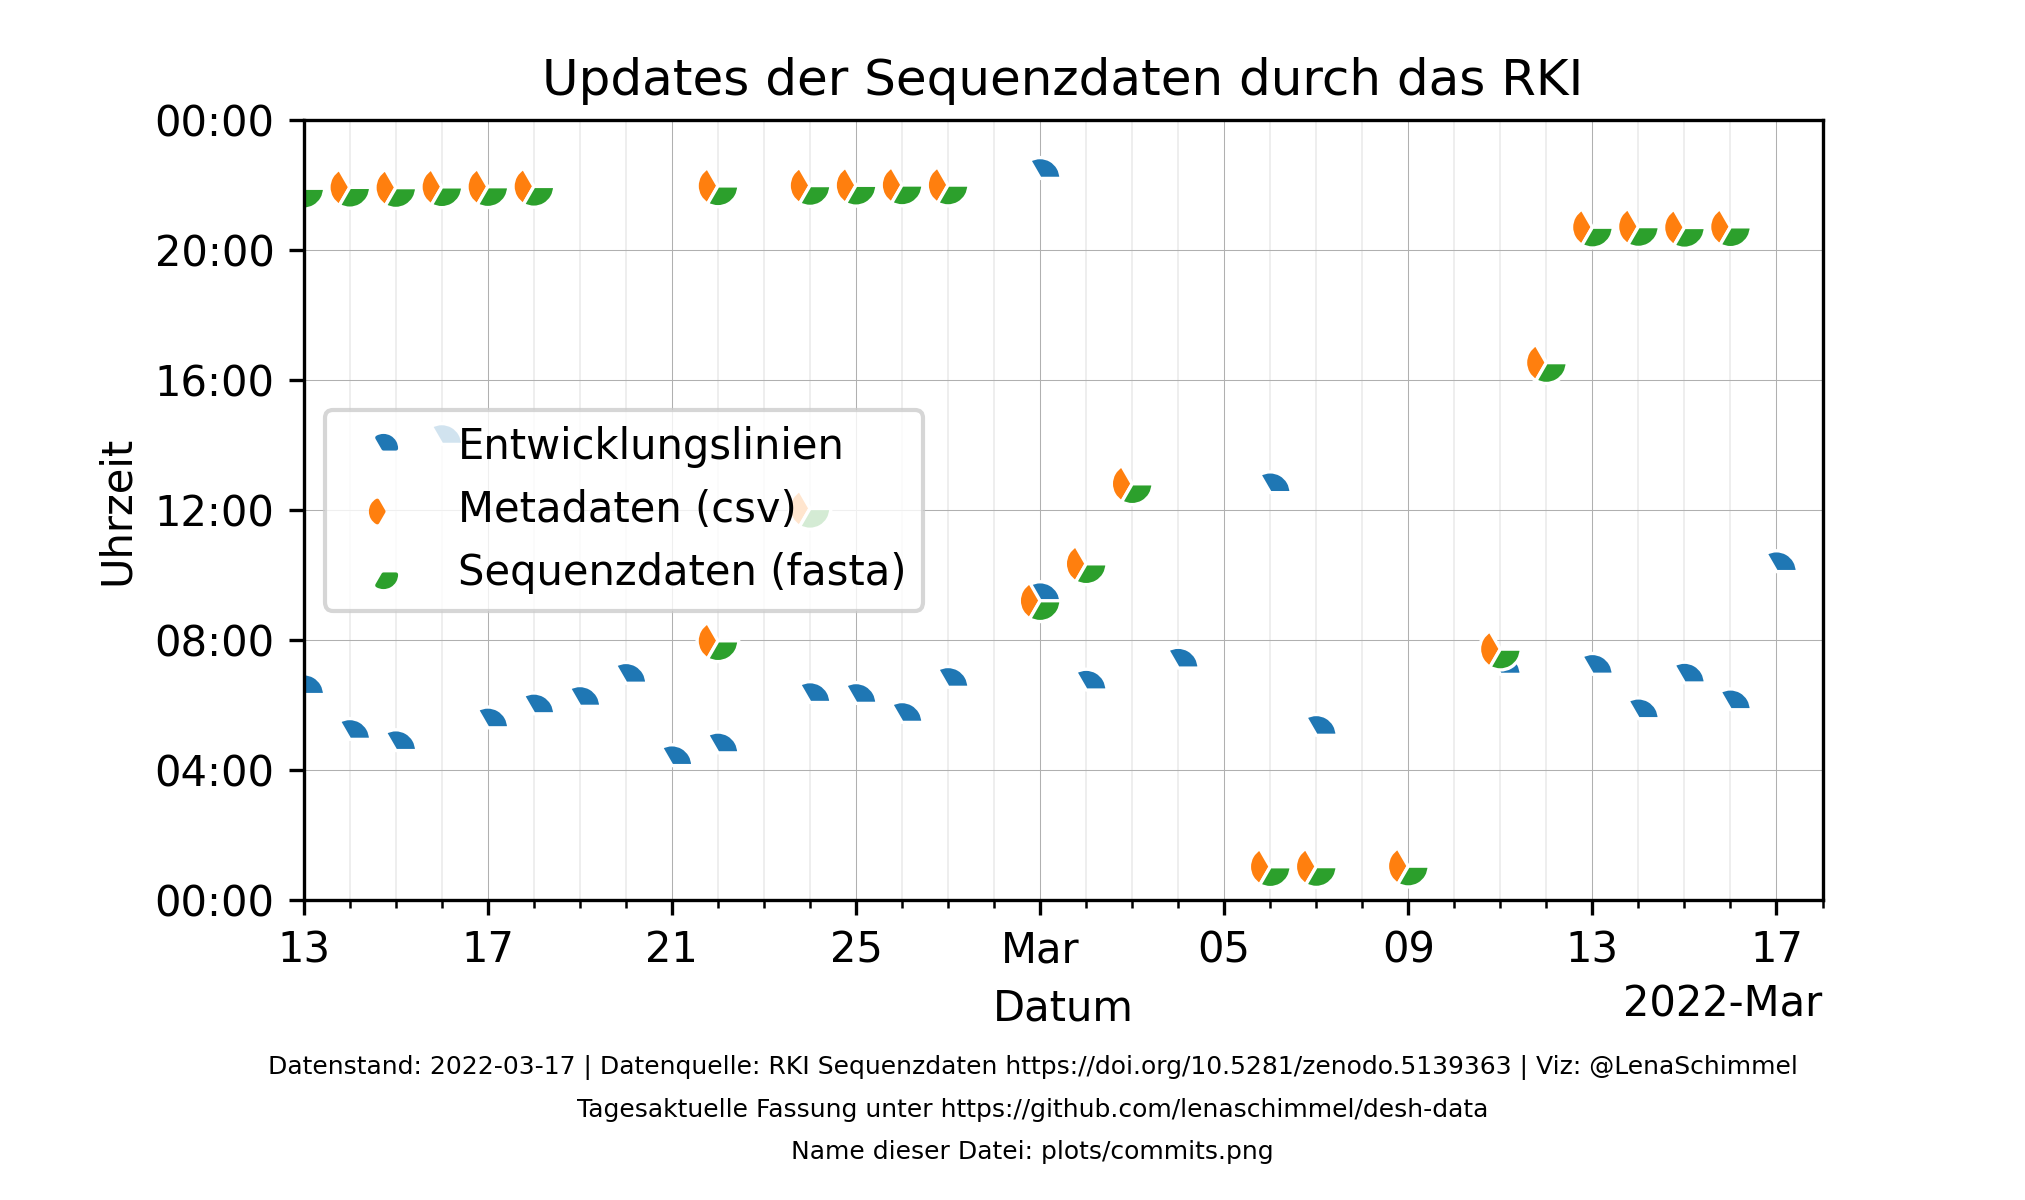 Updates der Sequenzdaten durch das RKI
00:00
20:00
16:00
12:00
08:00
04:00
00:00
Uhrzeit
Entwicklungslinien
Metadaten (csv)
Sequenzdaten (fasta)
13 17 21 25 Mar 05 09 13 17
Datum
2022-Mar
Datenstand: 2022-03-17 | Datenquelle: RKI Sequenzdaten https://doi.org/10.5281/zenodo.5139363 | Viz: @LenaSchimmel
Tagesaktuelle Fassung unter https://github.com/lenaschimmel/desh-data
Name dieser Datei: plots/commits.png